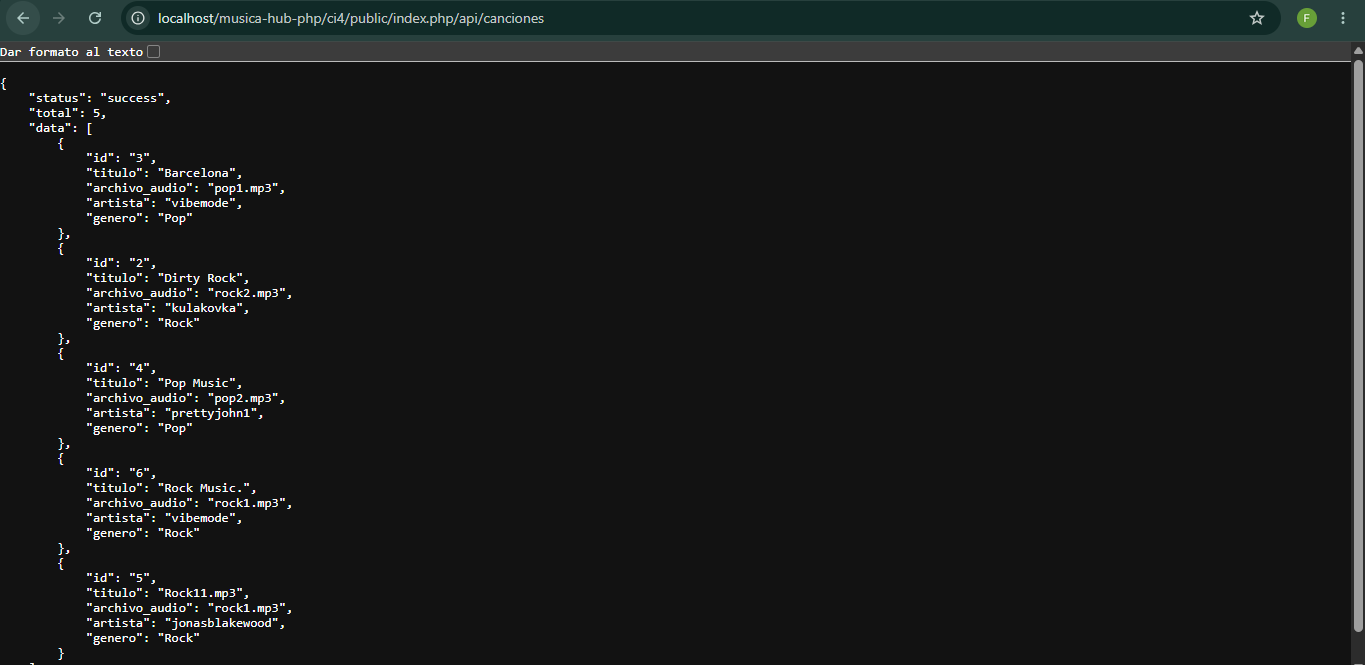 localhost/musica-hub-php/ci4/public/index.php/api/canciones
F
Dar formato al texto
{
    "status": "success",
    "total": 5,
    "data": [
        {
            "id": "3",
            "titulo": "Barcelona",
            "archivo_audio": "pop1.mp3",
            "artista": "vibemode",
            "genero": "Pop"
        },
        {
            "id": "2",
            "titulo": "Dirty Rock",
            "archivo_audio": "rock2.mp3",
            "artista": "kulakovka",
            "genero": "Rock"
        },
        {
            "id": "4",
            "titulo": "Pop Music",
            "archivo_audio": "pop2.mp3",
            "artista": "prettyjohn1",
            "genero": "Pop"
        },
        {
            "id": "6",
            "titulo": "Rock Music.",
            "archivo_audio": "rock1.mp3",
            "artista": "vibemode",
            "genero": "Rock"
        },
        {
            "id": "5",
            "titulo": "Rock11.mp3",
            "archivo_audio": "rock1.mp3",
            "artista": "jonasblakewood",
            "genero": "Rock"
        }